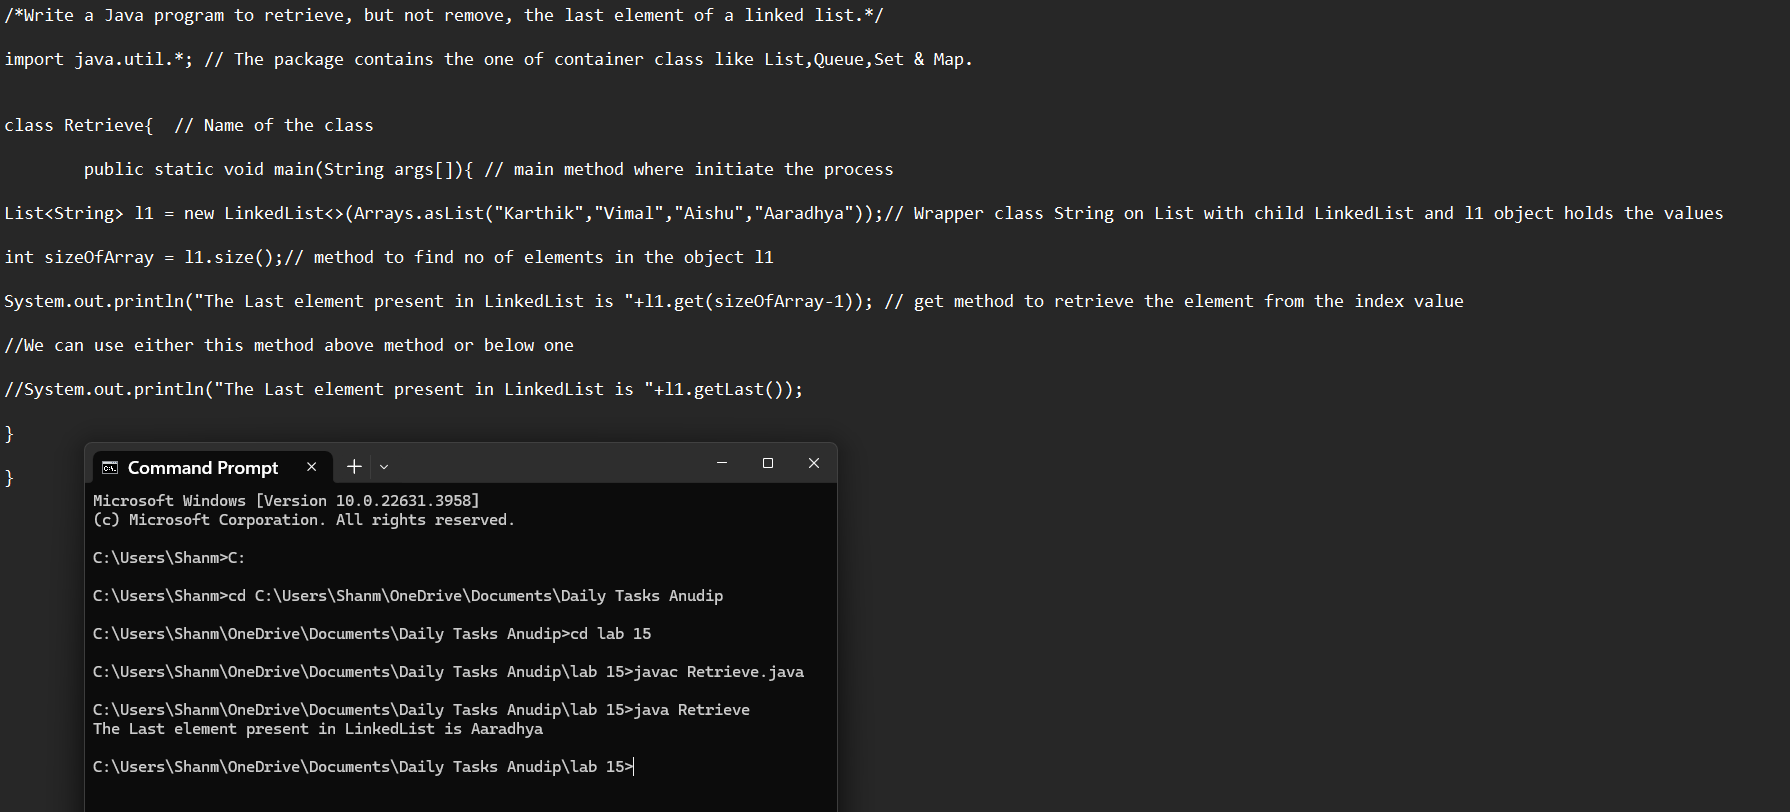 /*Write a Java program to retrieve, but not remove, the last element of a linked list.*/
import java.util.*; // The package contains the one of container class like List,Queue,Set & Map.
class Retrieve{  // Name of the class
        public static void main(String args[]){ // main method where initiate the process
List<String> l1 = new LinkedList<>(Arrays.asList("Karthik","Vimal","Aishu","Aaradhya"));// Wrapper class String on List with child LinkedList and l1 object holds the values
int sizeOfArray = l1.size();// method to find no of elements in the object l1
System.out.println("The Last element present in LinkedList is "+l1.get(sizeOfArray-1)); // get method to retrieve the element from the index value
//We can use either this method above method or below one
//System.out.println("The Last element present in LinkedList is "+l1.getLast());
}
}
Command Prompt
Microsoft Windows [Version 10.0.22631.3958]
(c) Microsoft Corporation. All rights reserved.
C:\Users\Shanm>C:
C:\Users\Shanm>cd C:\Users\Shanm\OneDrive\Documents\Daily Tasks Anudip
C:\Users\Shanm\OneDrive\Documents\Daily Tasks Anudip>cd lab 15
C:\Users\Shanm\OneDrive\Documents\Daily Tasks Anudip\lab 15>javac Retrieve.java
C:\Users\Shanm\OneDrive\Documents\Daily Tasks Anudip\lab 15>java Retrieve
The Last element present in LinkedList is Aaradhya
C:\Users\Shanm\OneDrive\Documents\Daily Tasks Anudip\lab 15>